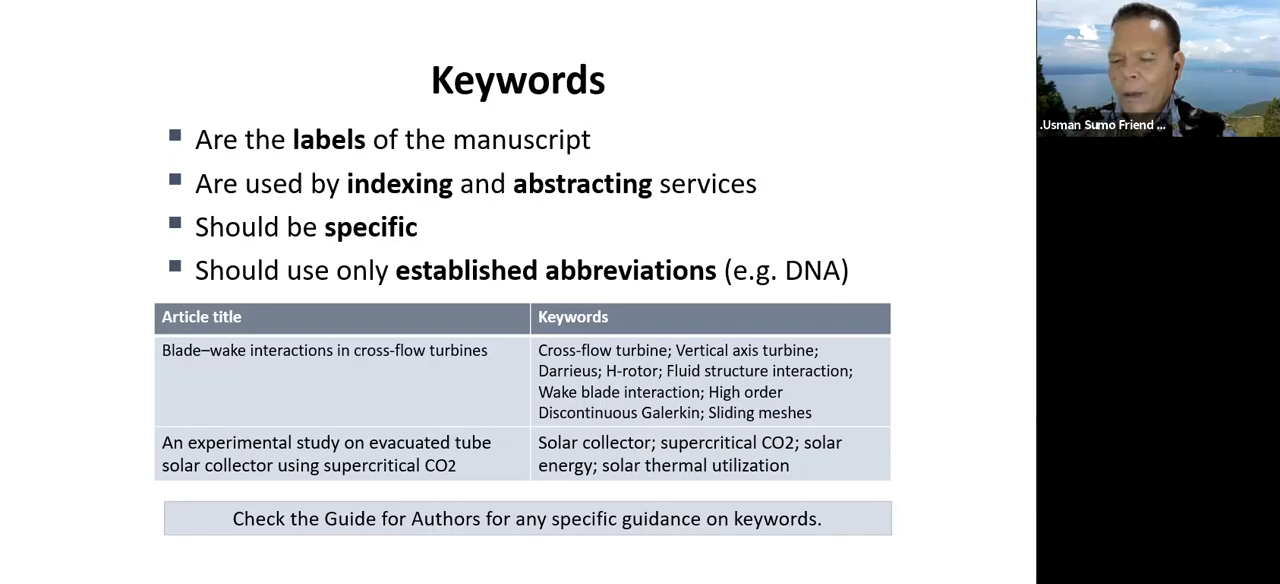 Keywords
Are the labels of the manuscript
Are used by indexing and abstracting services
Should be specific
Should use only established abbreviations (e.g. DNA)
Article title
Keywords
Blade–wake interactions in cross-flow turbines
Cross-flow turbine; Vertical axis turbine;
Darrieus; H-rotor; Fluid structure interaction;
Wake blade interaction; High order
Discontinuous Galerkin; Sliding meshes
An experimental study on evacuated tube
solar collector using supercritical CO2
Solar collector; supercritical CO2; solar
energy; solar thermal utilization
Check the Guide for Authors for any specific guidance on keywords.
.Usman Sumo Friend ...